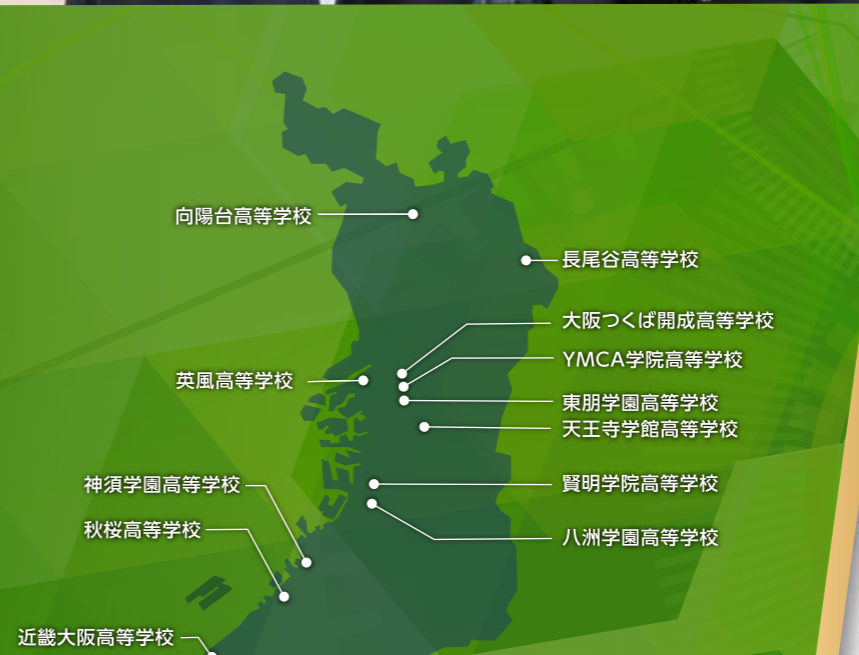 向陽台高等学校
長尾谷高等学校
大阪つくば開成高等学校
YMCA学院高等学校
英風高等学校
東朋学園高等学校
天王寺学館高等学校
神須学園高等学校
賢明学院高等学校
秋桜高等学校
八洲学園高等学校
近畿大阪高等学校